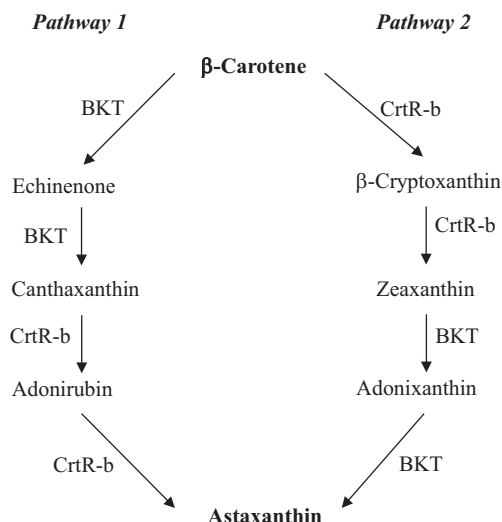 Pathway 1
Pathway 2
β-Carotene
BKT
CrtR-b
Echinenone
β-Cryptoxanthin
BKT
CrtR-b
Canthaxanthin
Zeaxanthin
CrtR-b
BKT
Adonirubin
Adonixanthin
CrtR-b
BKT
Astaxanthin